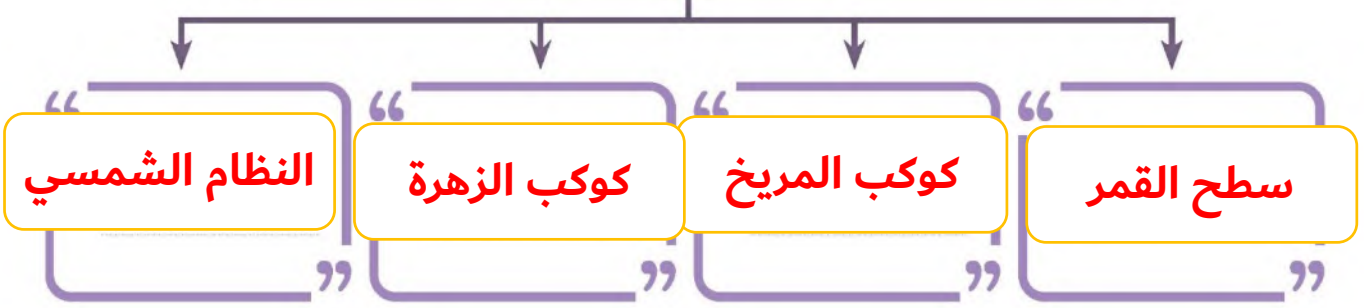 سطح القمر
كوكب المريخ
كوكب الزهرة
النظام الشمسي